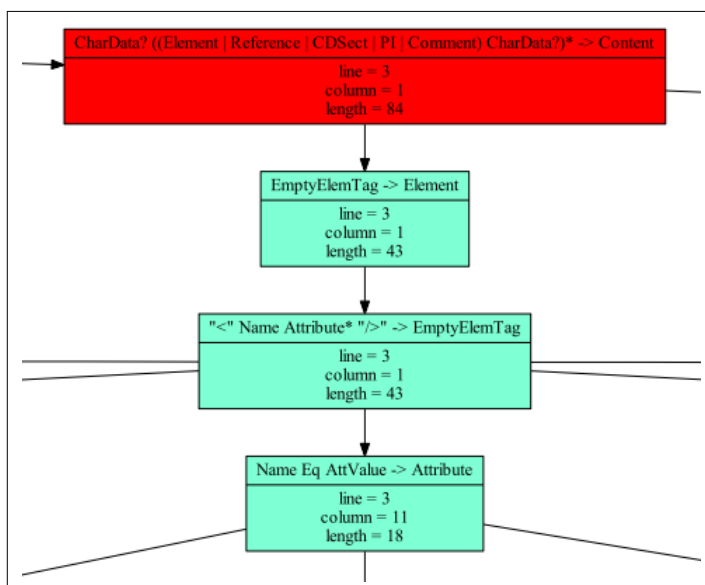 CharData? ((Element | Reference | CDSect | PI | Comment) CharData?)* -> Content
line = 3
column = 1
length = 84
EmptyElemTag -> Element
line = 3
column = 1
length = 43
"<" Name Attribute* "/>" -> EmptyElemTag
line = 3
column = 1
length = 43
Name Eq AttValue -> Attribute
line = 3
column = 11
length = 18